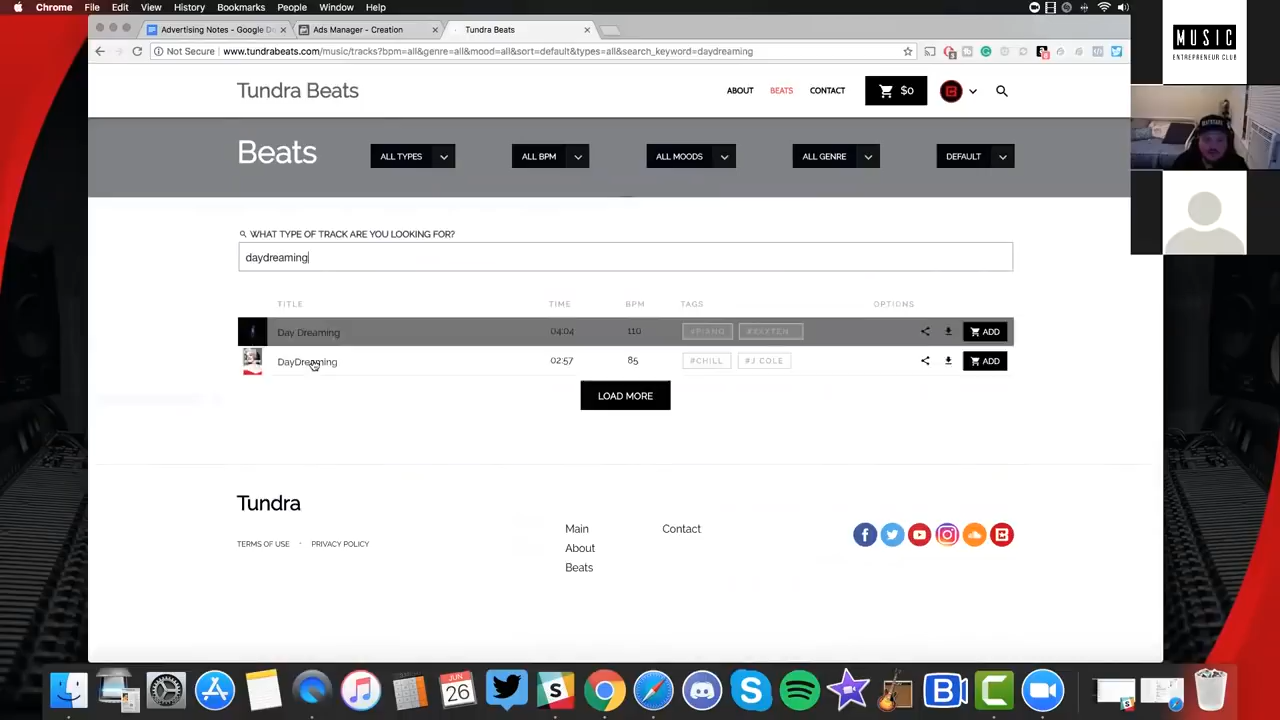 Chrome File Edit View History Bookmarks People Window Help
Advertising Notes - Google D
Ads Manager - Creation
Tundra Beats
Not Secure
www.tundrabeats.com/music/tracks?bpm=all&genre=all&mood=all&sort=default&types=all&search_keyword=daydreaming
MUSIC
ENTREPRENEUR CLUB
Tundra Beats
ABOUT BEATS CONTACT $0
Beats
ALL TYPES ALL BPM ALL MOODS ALL GENRE DEFAULT
WHAT TYPE OF TRACK ARE YOU LOOKING FOR?
daydreaming
TITLE TIME BPM TAGS OPTIONS
Day Dreaming 04:04 110 #PIANO ADD
DayDreaming 02:57 85 #CHILL #J COLE ADD
LOAD MORE
Tundra
TERMS OF USE - PRIVACY POLICY
Main Contact
About
Beats
JUN
26